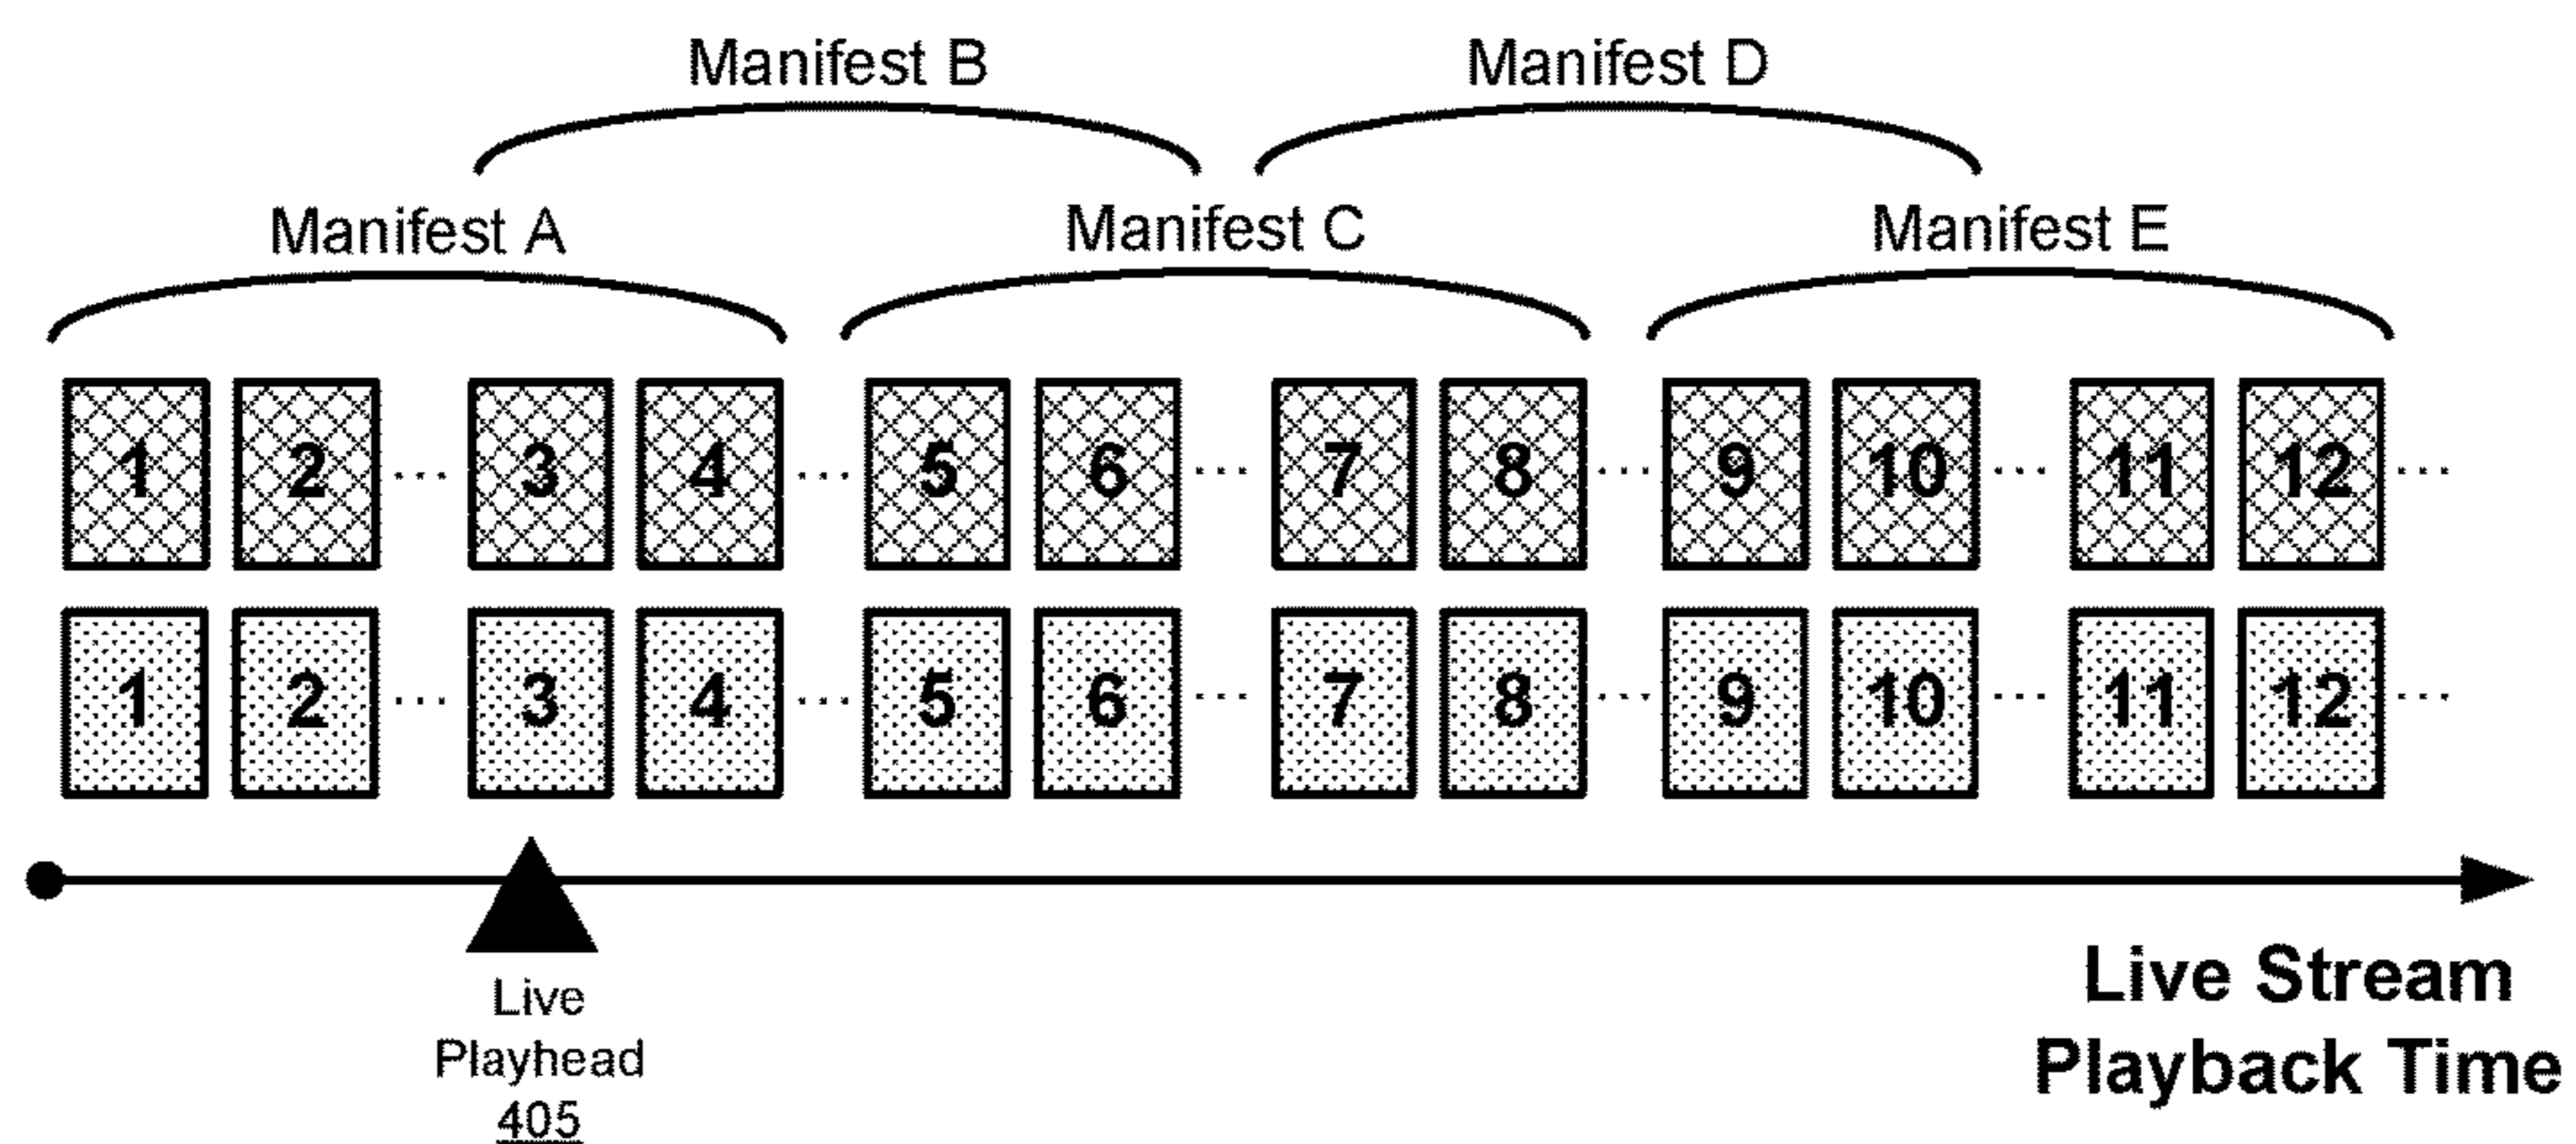 Manifest B Manifest D
Manifest A Manifest C Manifest E
1 2 ... 3 4 ... 5 6 ... 7 8 ... 9 10 ... 11 12 ...
1 2 ... 3 4 ... 5 6 ... 7 8 ... 9 10 ... 11 12 ...
Live
Playhead
405
Live Stream
Playback Time